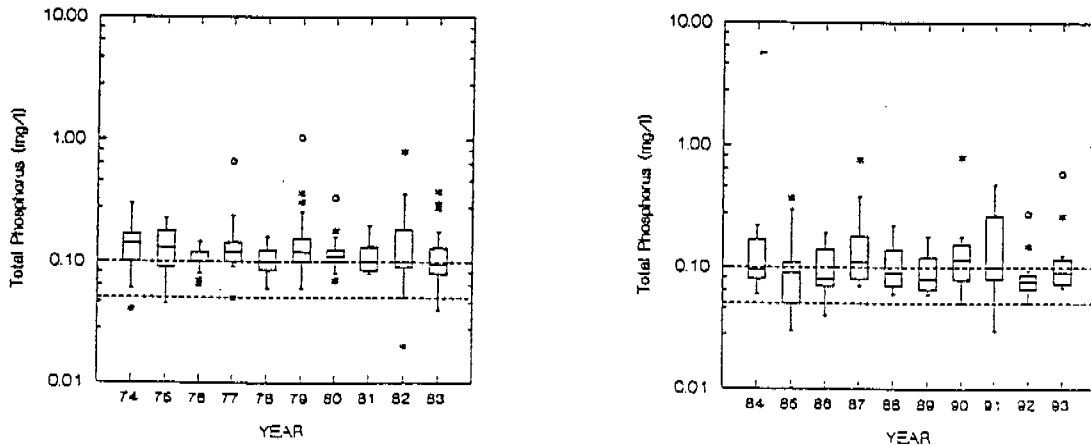 10.00
1.00
0.10
0.01
Total Phosphorus (mg/l)
74 75 76 77 78 79 80 81 82 83
YEAR
10.00
1.00
0.10
0.01
Total Phosphorus (mg/l)
84 85 86 87 88 89 90 91 92 93
YEAR